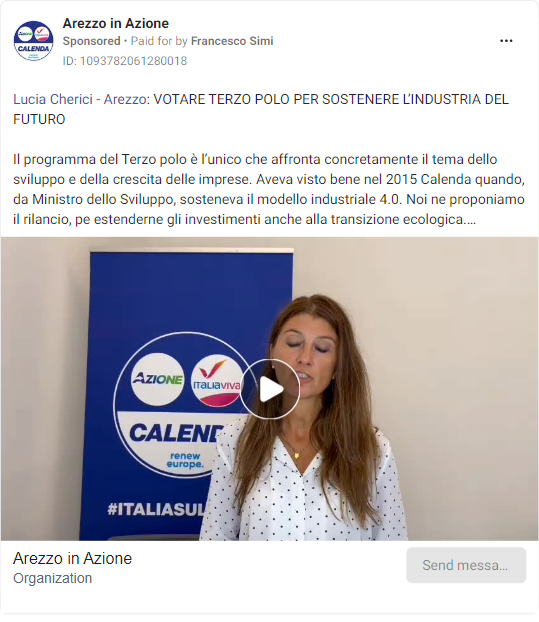 Arezzo in Azione
Sponsored • Paid for by Francesco Simi
ID: 1093782061280018
Lucia Cherici - Arezzo: VOTARE TERZO POLO PER SOSTENERE L'INDUSTRIA DEL
FUTURO
Il programma del Terzo polo è l'unico che affronta concretamente il tema dello
sviluppo e della crescita delle imprese. Aveva visto bene nel 2015 Calenda quando,
da Ministro dello Sviluppo, sosteneva il modello industriale 4.0. Noi ne proponiamo
il rilancio, pe estenderne gli investimenti anche alla transizione ecologica....
AZIONE
ITALIAVIVA
CALENDA
renew
europe.
#ITALIASUL
Arezzo in Azione
Organization
Send messa...